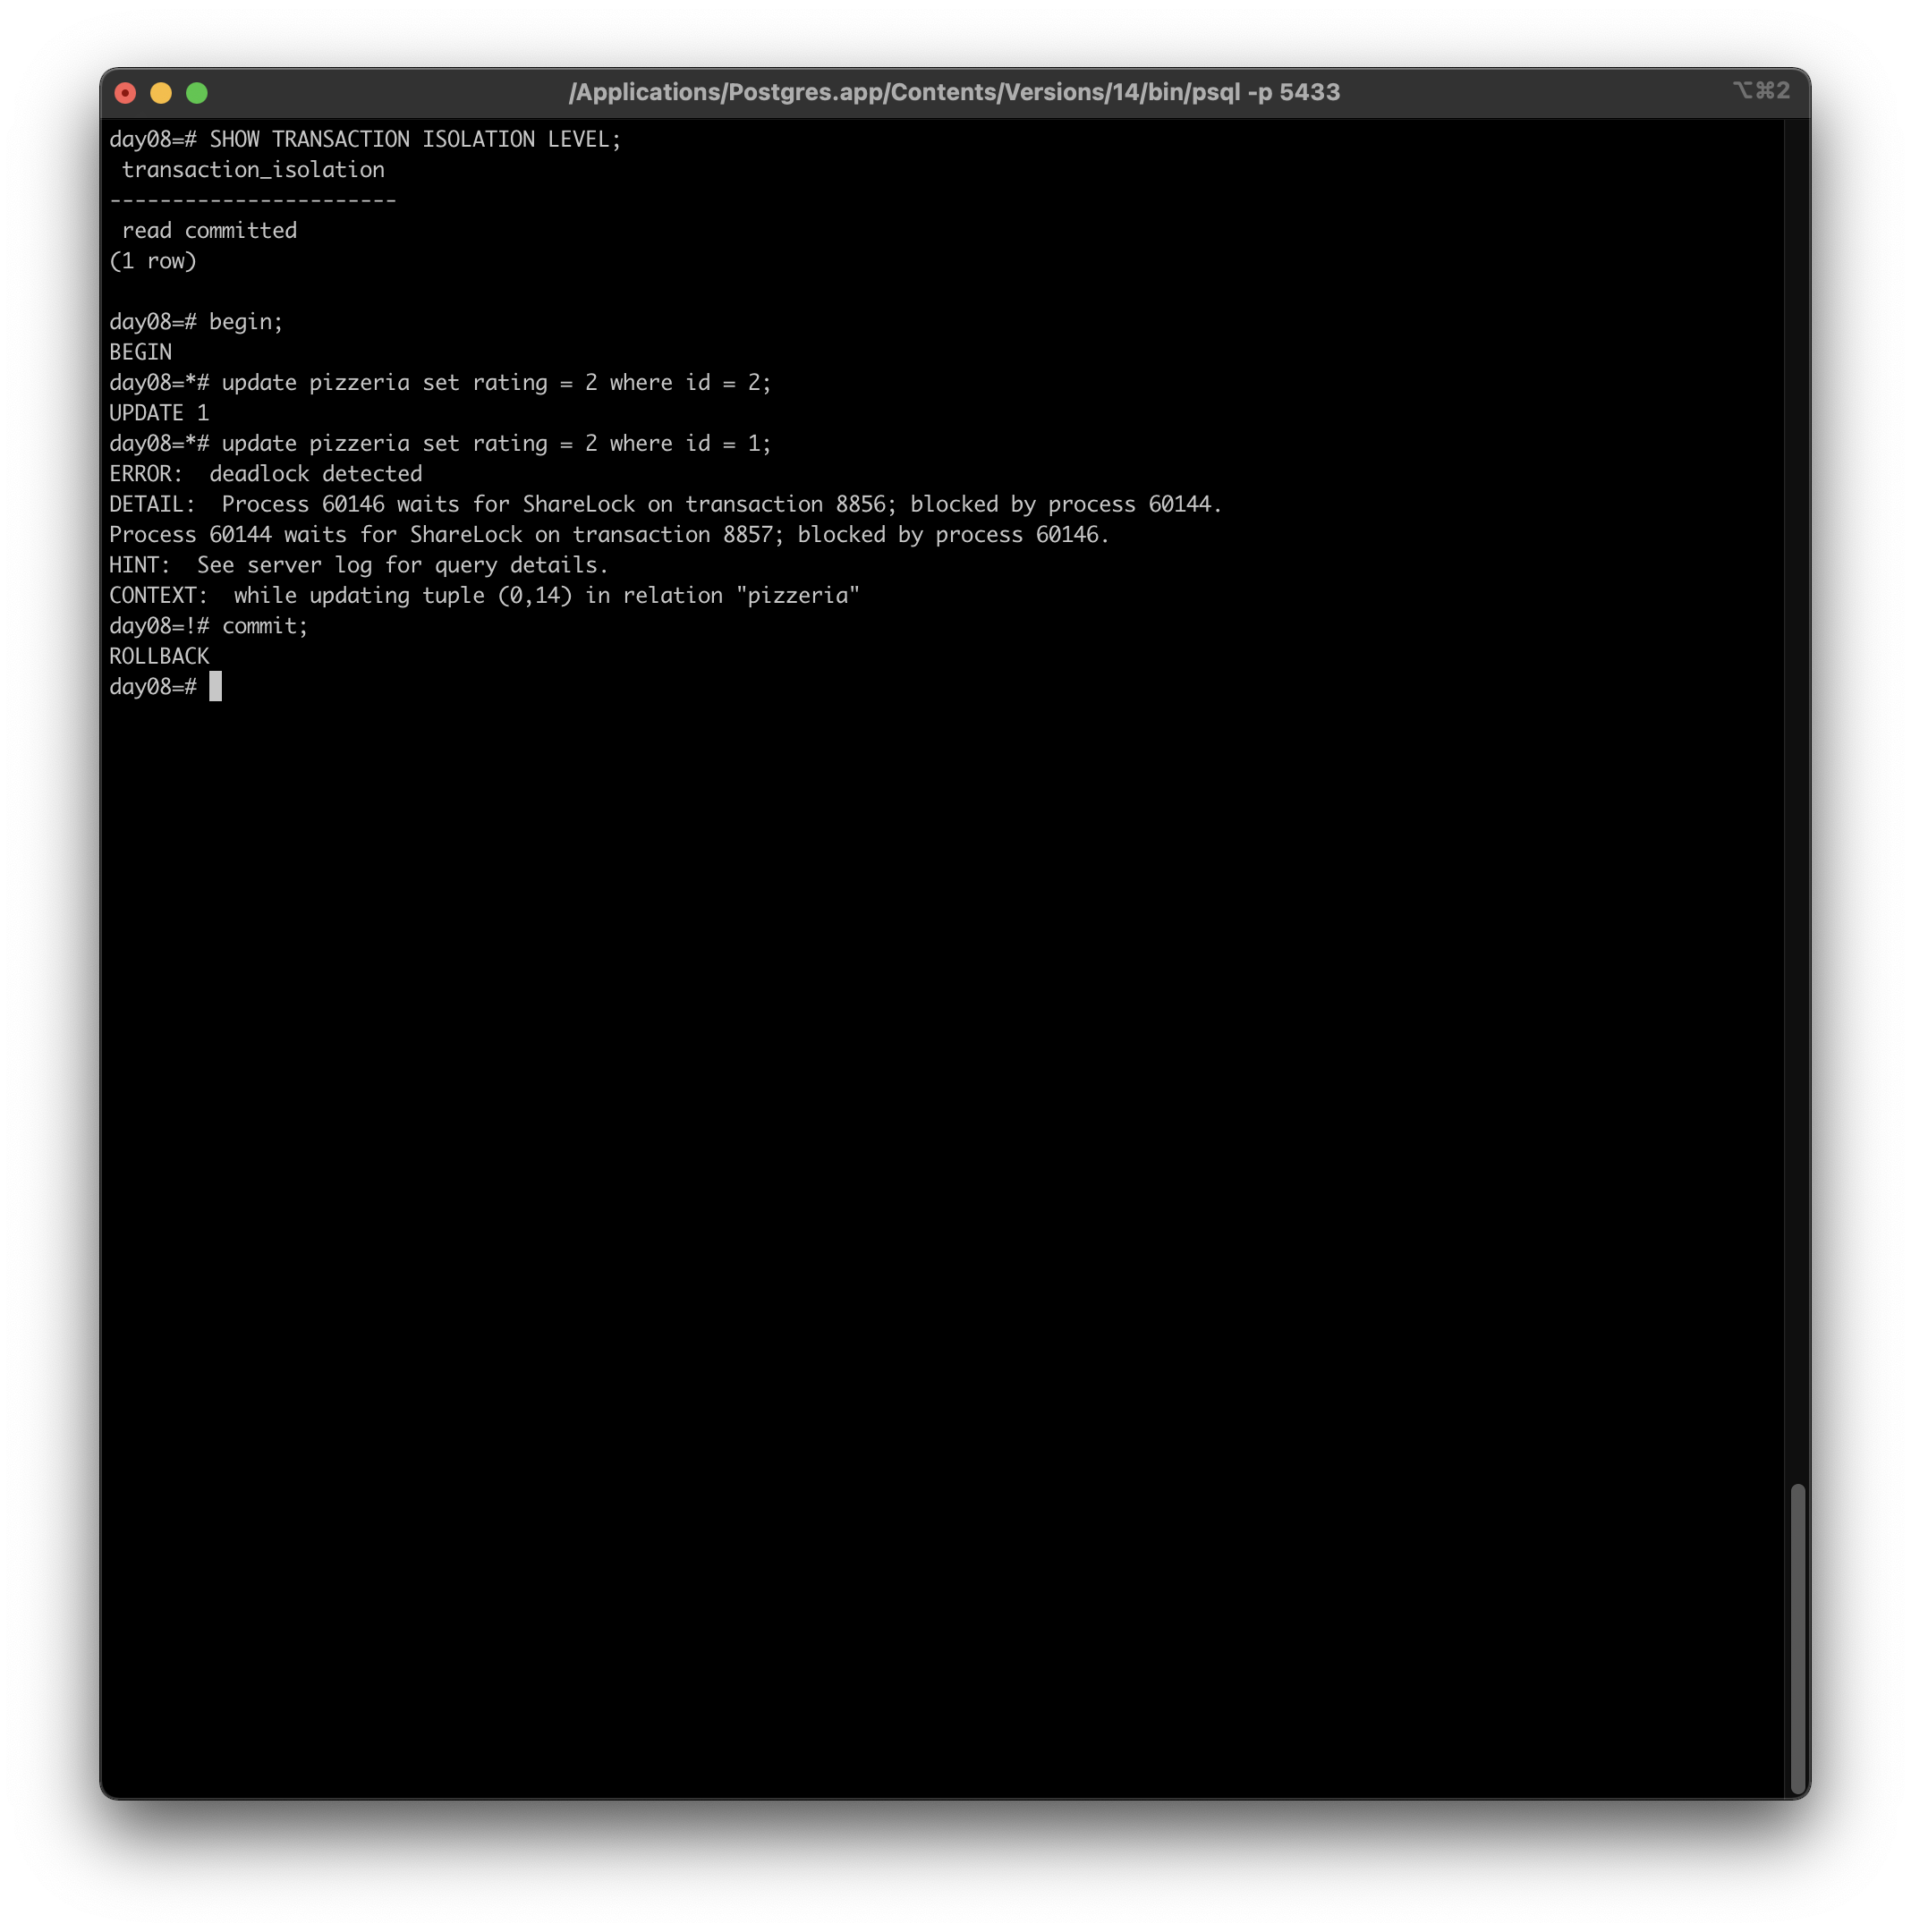 /Applications/Postgres.app/Contents/Versions/14/bin/psql -p 5433
⌥⌘2
day08=# SHOW TRANSACTION ISOLATION LEVEL;
 transaction_isolation
-----------------------
 read committed
(1 row)

day08=# begin;
BEGIN
day08=*# update pizzeria set rating = 2 where id = 2;
UPDATE 1
day08=*# update pizzeria set rating = 2 where id = 1;
ERROR:  deadlock detected
DETAIL:  Process 60146 waits for ShareLock on transaction 8856; blocked by process 60144.
Process 60144 waits for ShareLock on transaction 8857; blocked by process 60146.
HINT:  See server log for query details.
CONTEXT:  while updating tuple (0,14) in relation "pizzeria"
day08=!# commit;
ROLLBACK
day08=#